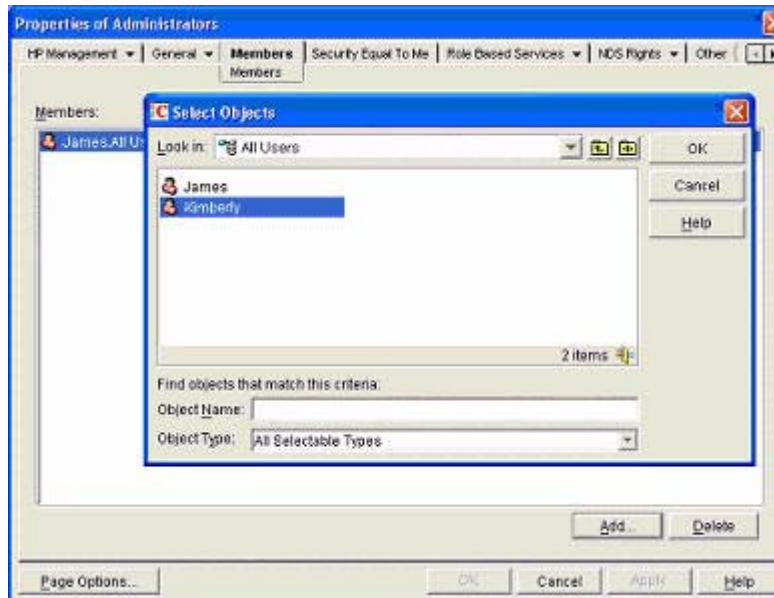 Properties of Administrators
HP Management General Members Security Equal To Me Role Based Services NDS Rights Other
Members
Members:
James.All Us
Select Objects
Look in: All Users
James
Kimberly
2 items
Find objects that match this criteria:
Object Name:
Object Type: All Selectable Types
OK
Cancel
Help
Add... Delete
Page Options... OK Cancel Apply Help